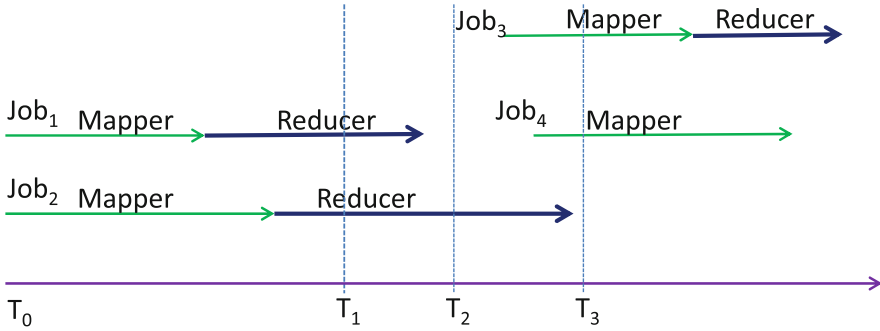 Job3 Mapper Reducer
Job1 Mapper Reducer
Job4 Mapper
Job2 Mapper Reducer
T0 T1 T2 T3